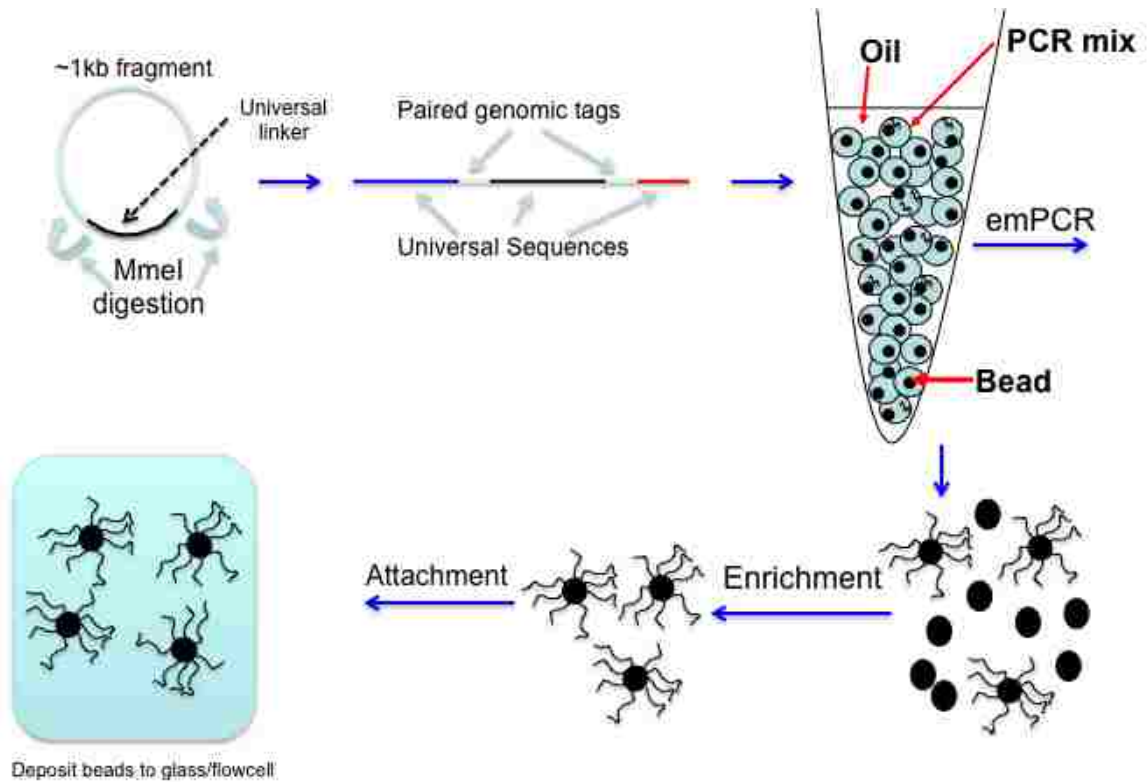 ~1kb fragment
Universal
linker
MmeI
digestion
Paired genomic tags
Universal Sequences
Oil
PCR mix
emPCR
Bead
Enrichment
Attachment
Deposit beads to glass/flowcell